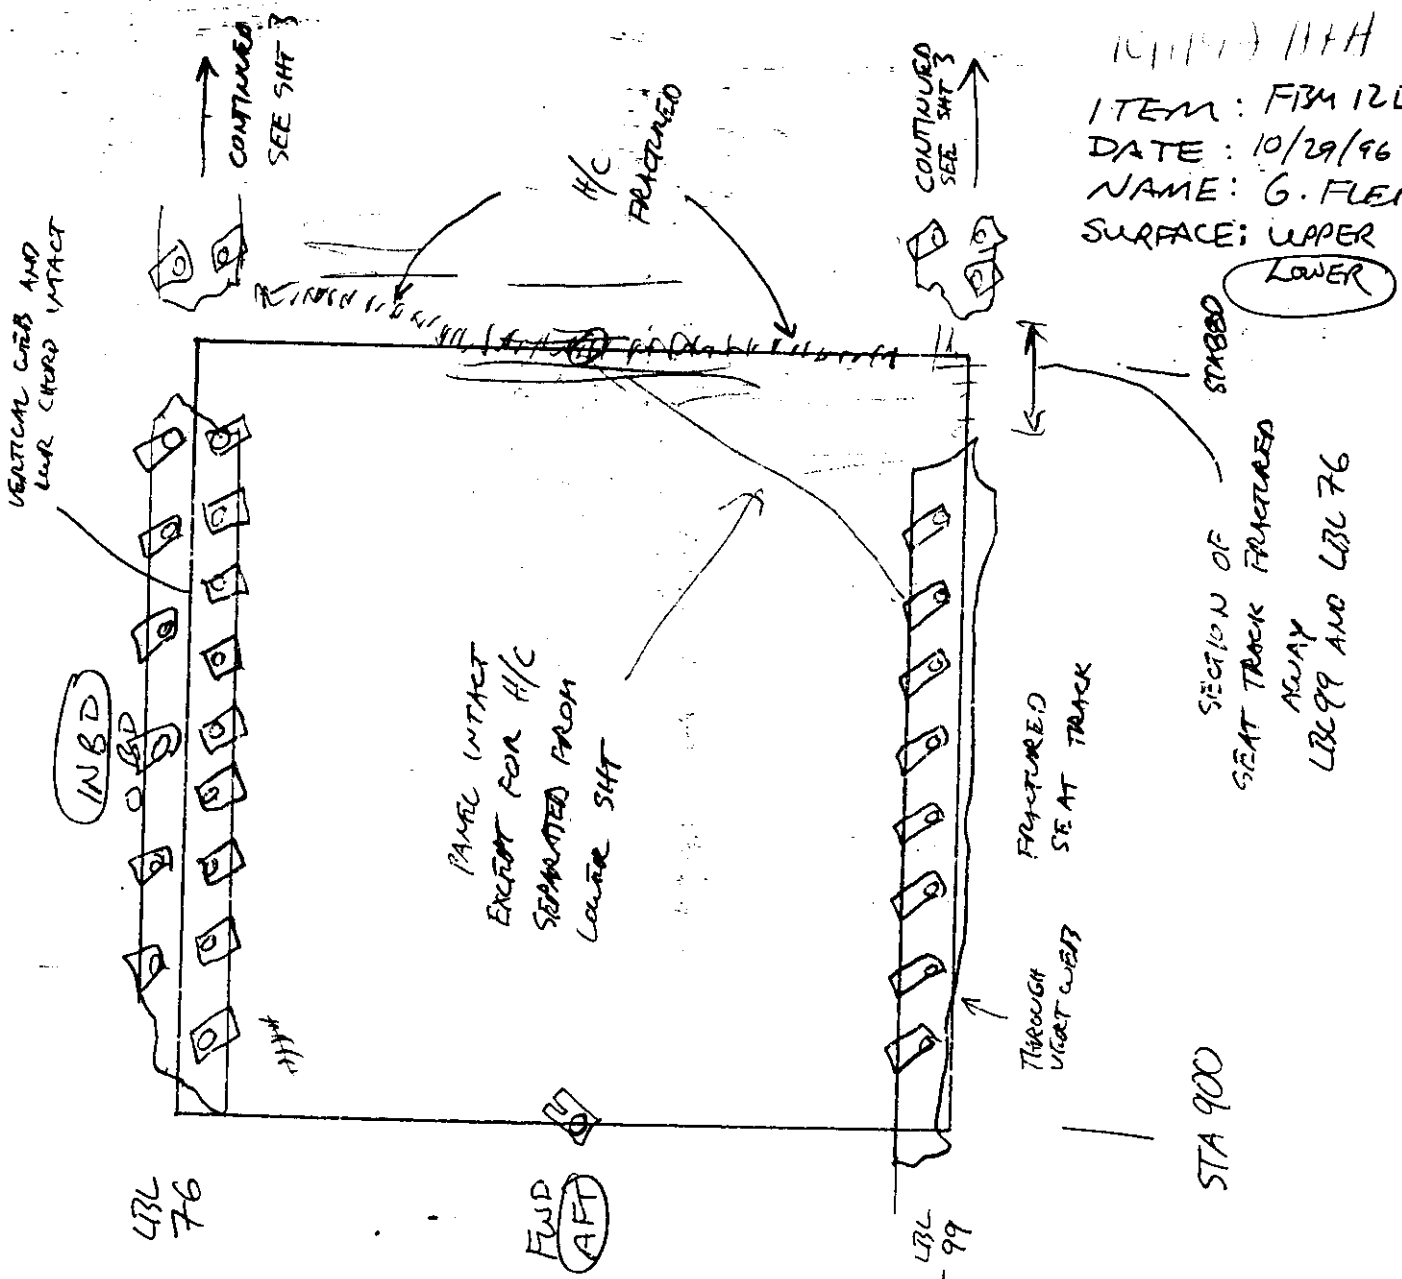 ITEM: FBM 12L
DATE: 10/29/96
NAME: G. FLE
SURFACE: UPPER
LOWER
CONTINUED
SEE SHT 3
CONTINUED
SEE SHT 3
H/C
FRACTURED
VERTICAL WEB AND
LWR CHORD INTACT
INBD
OBD
PANEL INTACT
EXCEPT FOR H/C
SEPARATED FROM
LOWER SHT
STA 880
SECTION OF
SEAT TRACK FRACTURED
AWAY
LBL 99 AND LBL 76
FRACTURED
SEAT TRACK
THROUGH
VERT WEB
STA 900
LBL
76
FWD
AFT
LBL
99